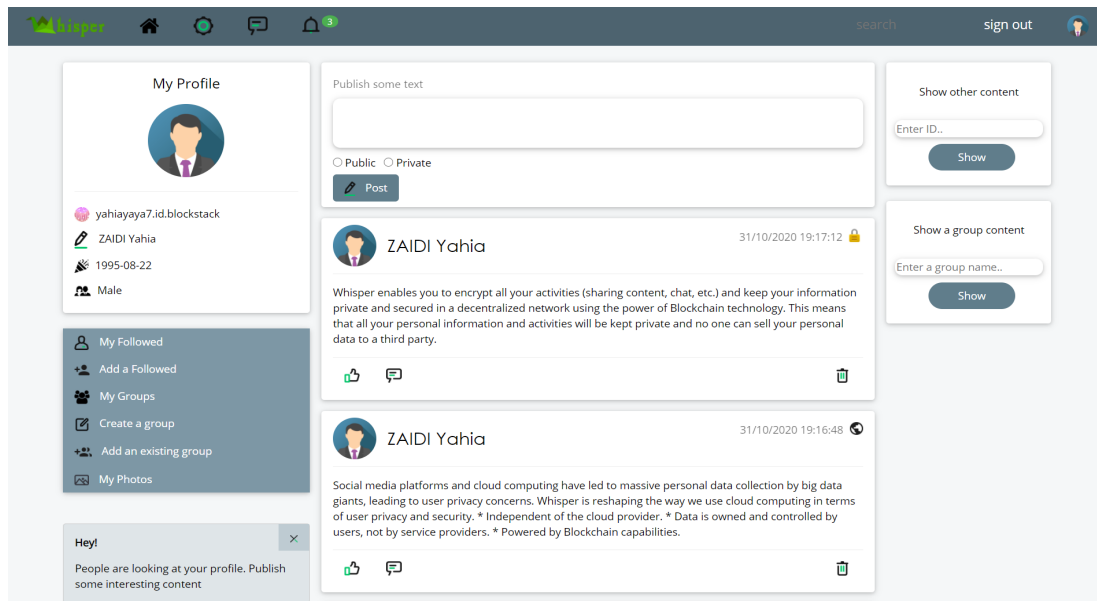 Whisper
3
search
sign out
My Profile
yahiayaya7.id.blockstack
ZAIDI Yahia
1995-08-22
Male
My Followed
Add a Followed
My Groups
Create a group
Add an existing group
My Photos
Hey!
People are looking at your profile. Publish
some interesting content
Publish some text
Public
Private
Post
ZAIDI Yahia
31/10/2020 19:17:12
Whisper enables you to encrypt all your activities (sharing content, chat, etc.) and keep your information
private and secured in a decentralized network using the power of Blockchain technology. This means
that all your personal information and activities will be kept private and no one can sell your personal
data to a third party.
ZAIDI Yahia
31/10/2020 19:16:48
Social media platforms and cloud computing have led to massive personal data collection by big data
giants, leading to user privacy concerns. Whisper is reshaping the way we use cloud computing in terms
of user privacy and security. * Independent of the cloud provider. * Data is owned and controlled by
users, not by service providers. * Powered by Blockchain capabilities.
Show other content
Enter ID..
Show
Show a group content
Enter a group name..
Show